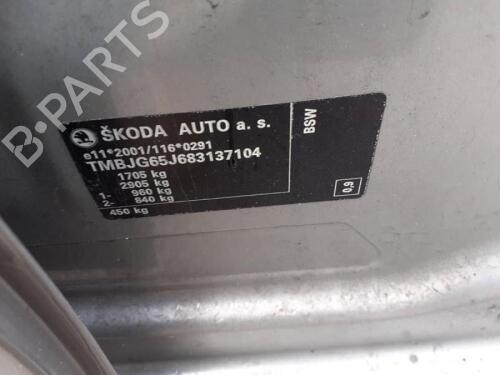 B-PARTS
ŠKODA AUTO a. s.
e11*2001/116*0291
TMBJG65J683137104
1705 kg
2905 kg
1- 960 kg
2- 840 kg
450 kg
BSW
0,9